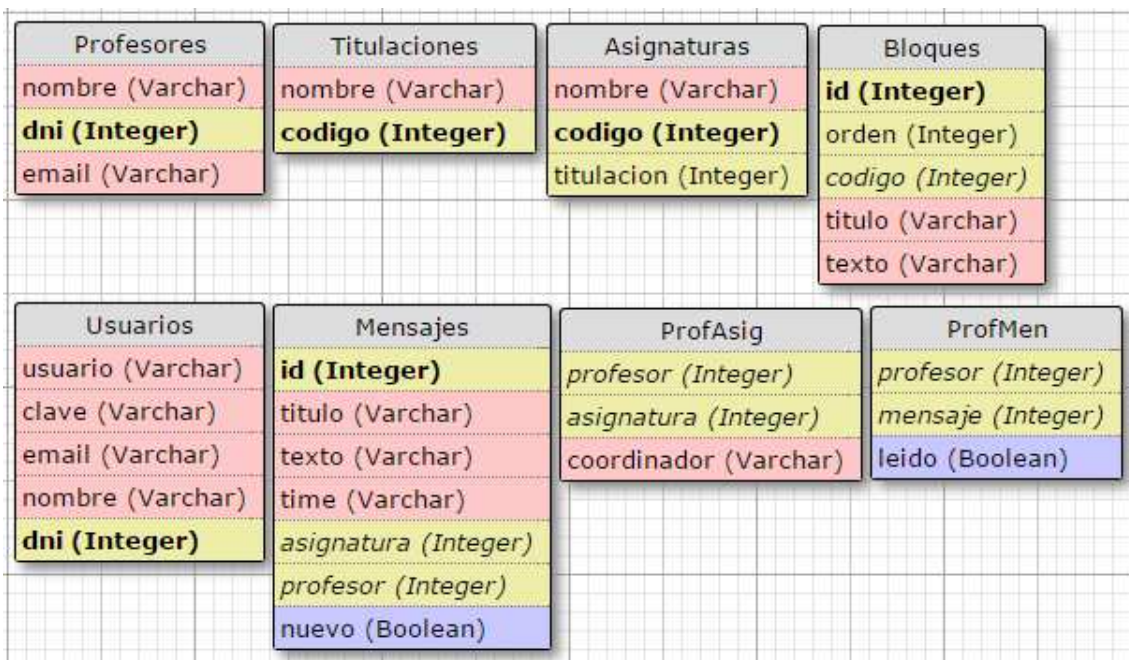 Profesores
nombre (Varchar)
dni (Integer)
email (Varchar)
Titulaciones
nombre (Varchar)
codigo (Integer)
Asignaturas
nombre (Varchar)
codigo (Integer)
titulacion (Integer)
Bloques
id (Integer)
orden (Integer)
codigo (Integer)
titulo (Varchar)
texto (Varchar)
Usuarios
usuario (Varchar)
clave (Varchar)
email (Varchar)
nombre (Varchar)
dni (Integer)
Mensajes
id (Integer)
titulo (Varchar)
texto (Varchar)
time (Varchar)
asignatura (Integer)
profesor (Integer)
nuevo (Boolean)
ProfAsig
profesor (Integer)
asignatura (Integer)
coordinador (Varchar)
ProfMen
profesor (Integer)
mensaje (Integer)
leido (Boolean)